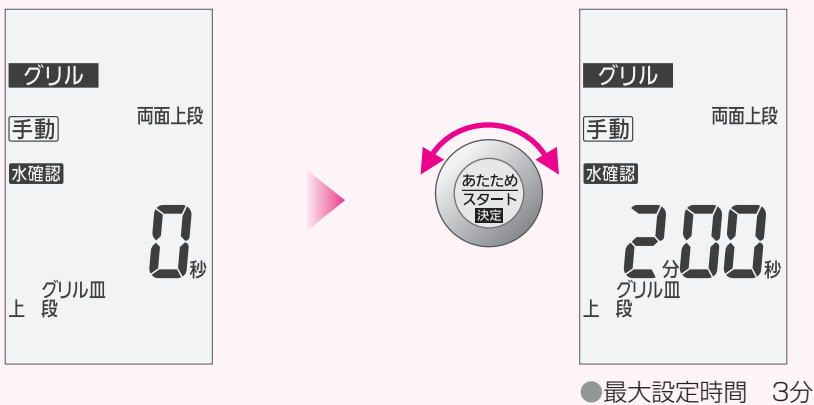 グリル
両面上段
手動
水確認
0秒
グリル皿
上 段
あたため
スタート
決定
グリル
両面上段
手動
水確認
2分00秒
グリル皿
上 段
●最大設定時間 3分